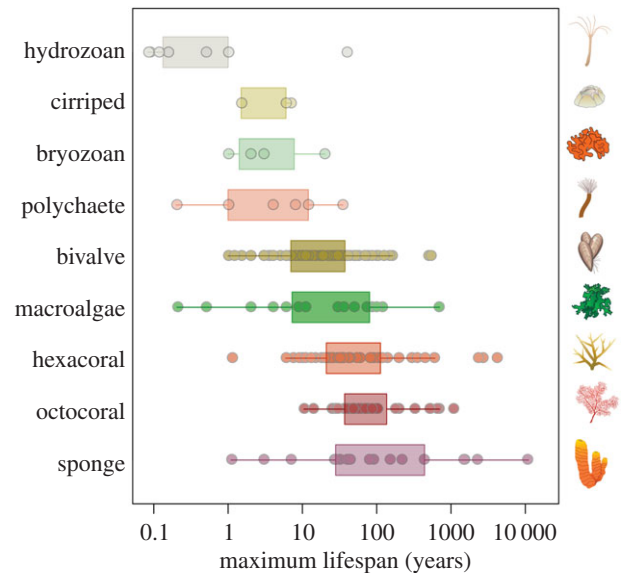 hydrozoan
cirriped
bryozoan
polychaete
bivalve
macroalgae
hexacoral
octocoral
sponge
0.1 1 10 100 1000 10 000
maximum lifespan (years)